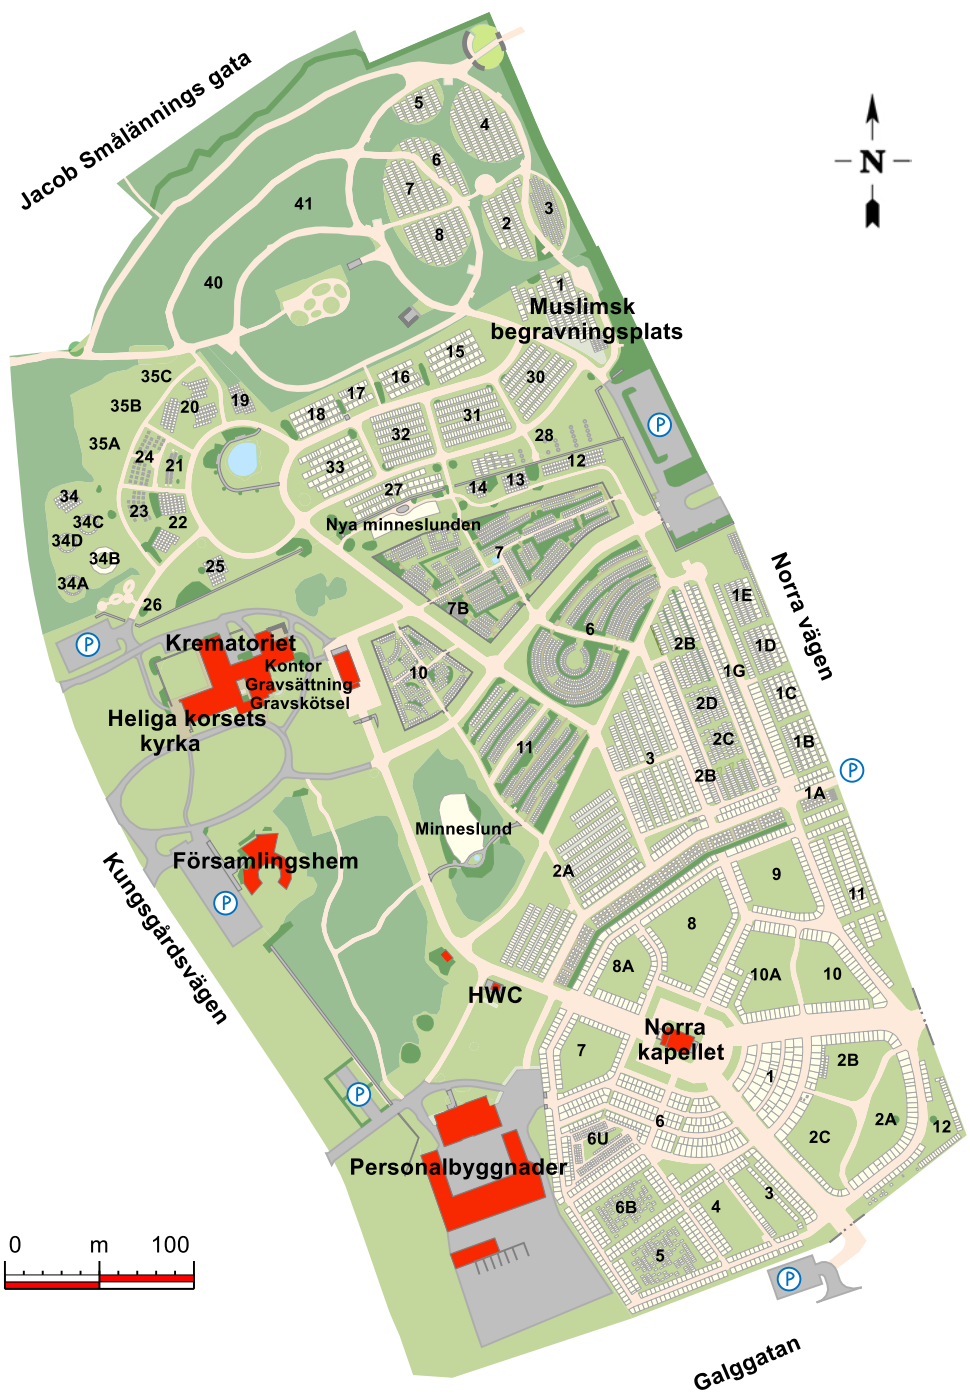 Jacob Smålännings gata
N
5
4
6
7
3
2
8
41
40
1
Muslimsk
begravningsplats
15
16
30
17
35C
35B
20
19
18
31
32
28
35A
24
21
33
12
P
27
14
13
34
23
22
34C
34D
34B
34A
Nya minneslunden
7
25
26
7B
Norra vägen
1E
P
Krematoriet
Kontor
Gravsättning
Gravskötsel
Heliga korsets
kyrka
10
6
2B
1D
1G
2D
1C
11
3
2C
1B
2B
P
1A
Minneslund
Församlingshem
2A
P
Kungsgårdsvägen
9
11
8
8A
10A
10
HWC
Norra
kapellet
7
1
2B
P
6
2A
12
6U
2C
Personalbyggnader
6B
4
3
5
0 m 100
P
Galggatan